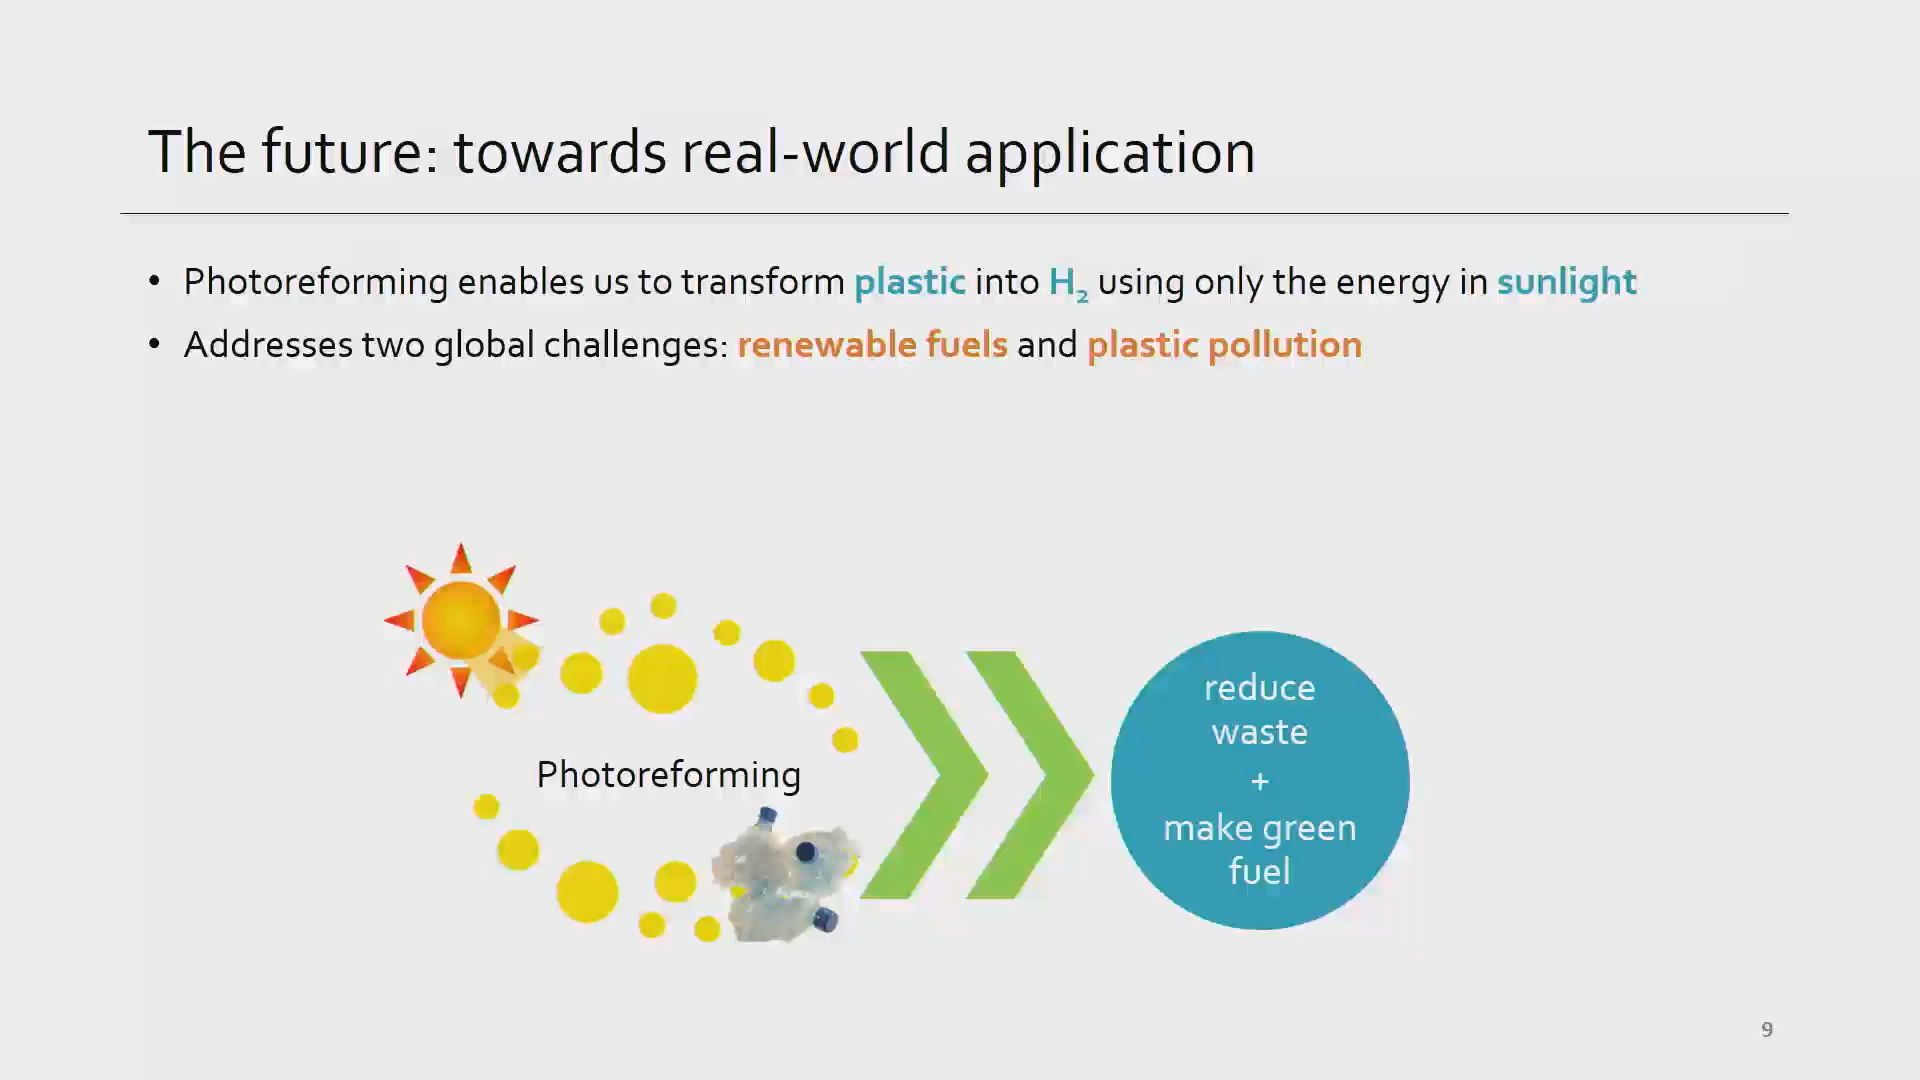 The future: towards real-world application
• Photoreforming enables us to transform plastic into H₂ using only the energy in sunlight
• Addresses two global challenges: renewable fuels and plastic pollution
Photoreforming
reduce
waste
+
make green
fuel
9